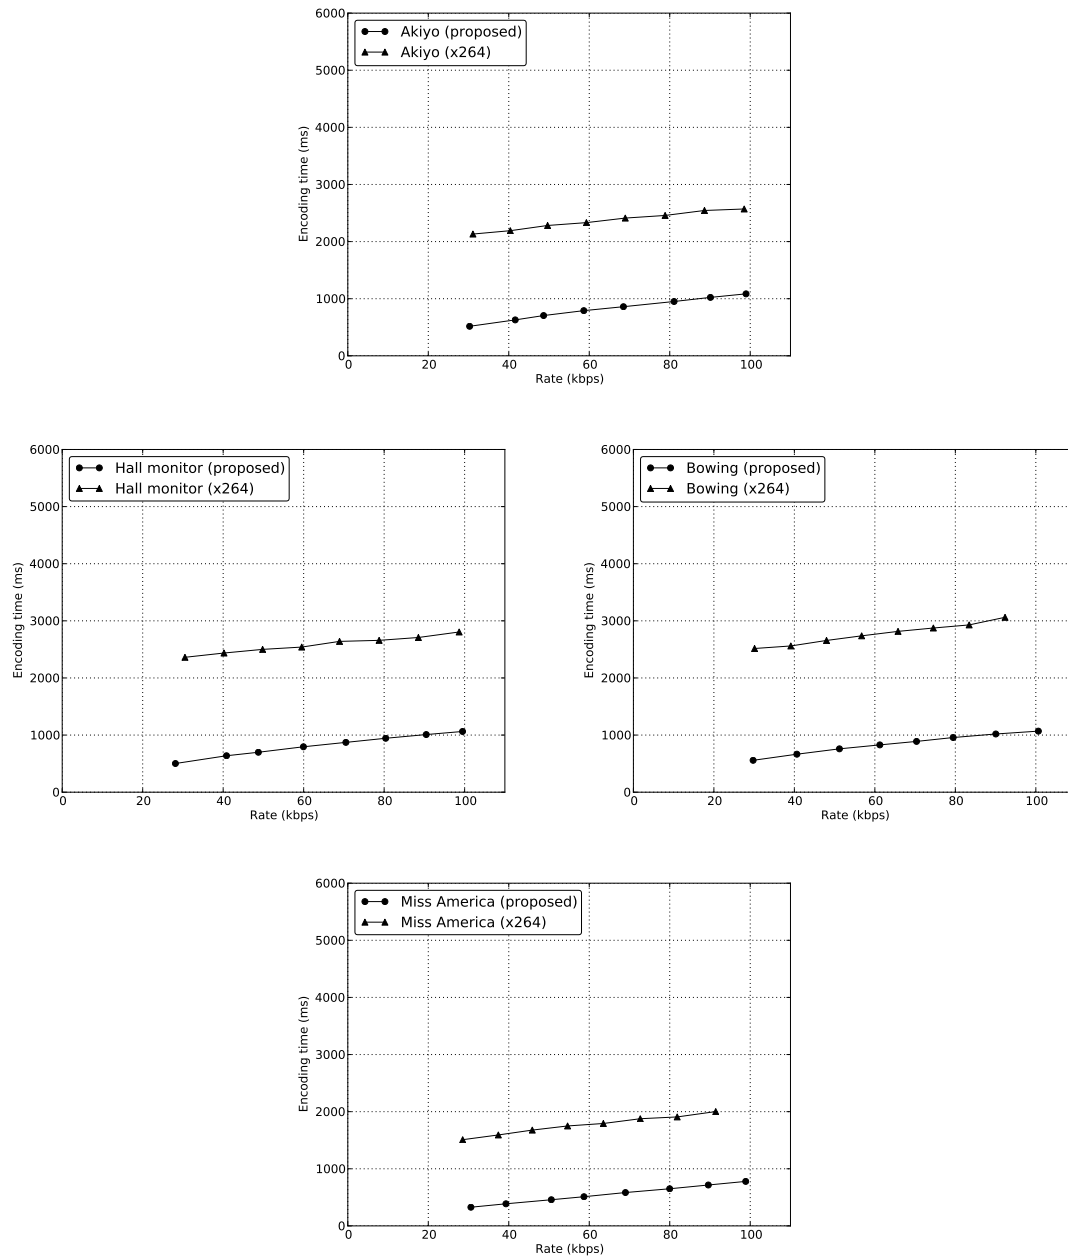 6000
5000
4000
3000
2000
1000
0
Encoding time (ms)
Akiyo (proposed)
Akiyo (x264)
0 20 40 60 80 100
Rate (kbps)
6000
5000
4000
3000
2000
1000
0
Encoding time (ms)
Hall monitor (proposed)
Hall monitor (x264)
0 20 40 60 80 100
Rate (kbps)
6000
5000
4000
3000
2000
1000
0
Encoding time (ms)
Bowing (proposed)
Bowing (x264)
0 20 40 60 80 100
Rate (kbps)
6000
5000
4000
3000
2000
1000
0
Encoding time (ms)
Miss America (proposed)
Miss America (x264)
0 20 40 60 80 100
Rate (kbps)